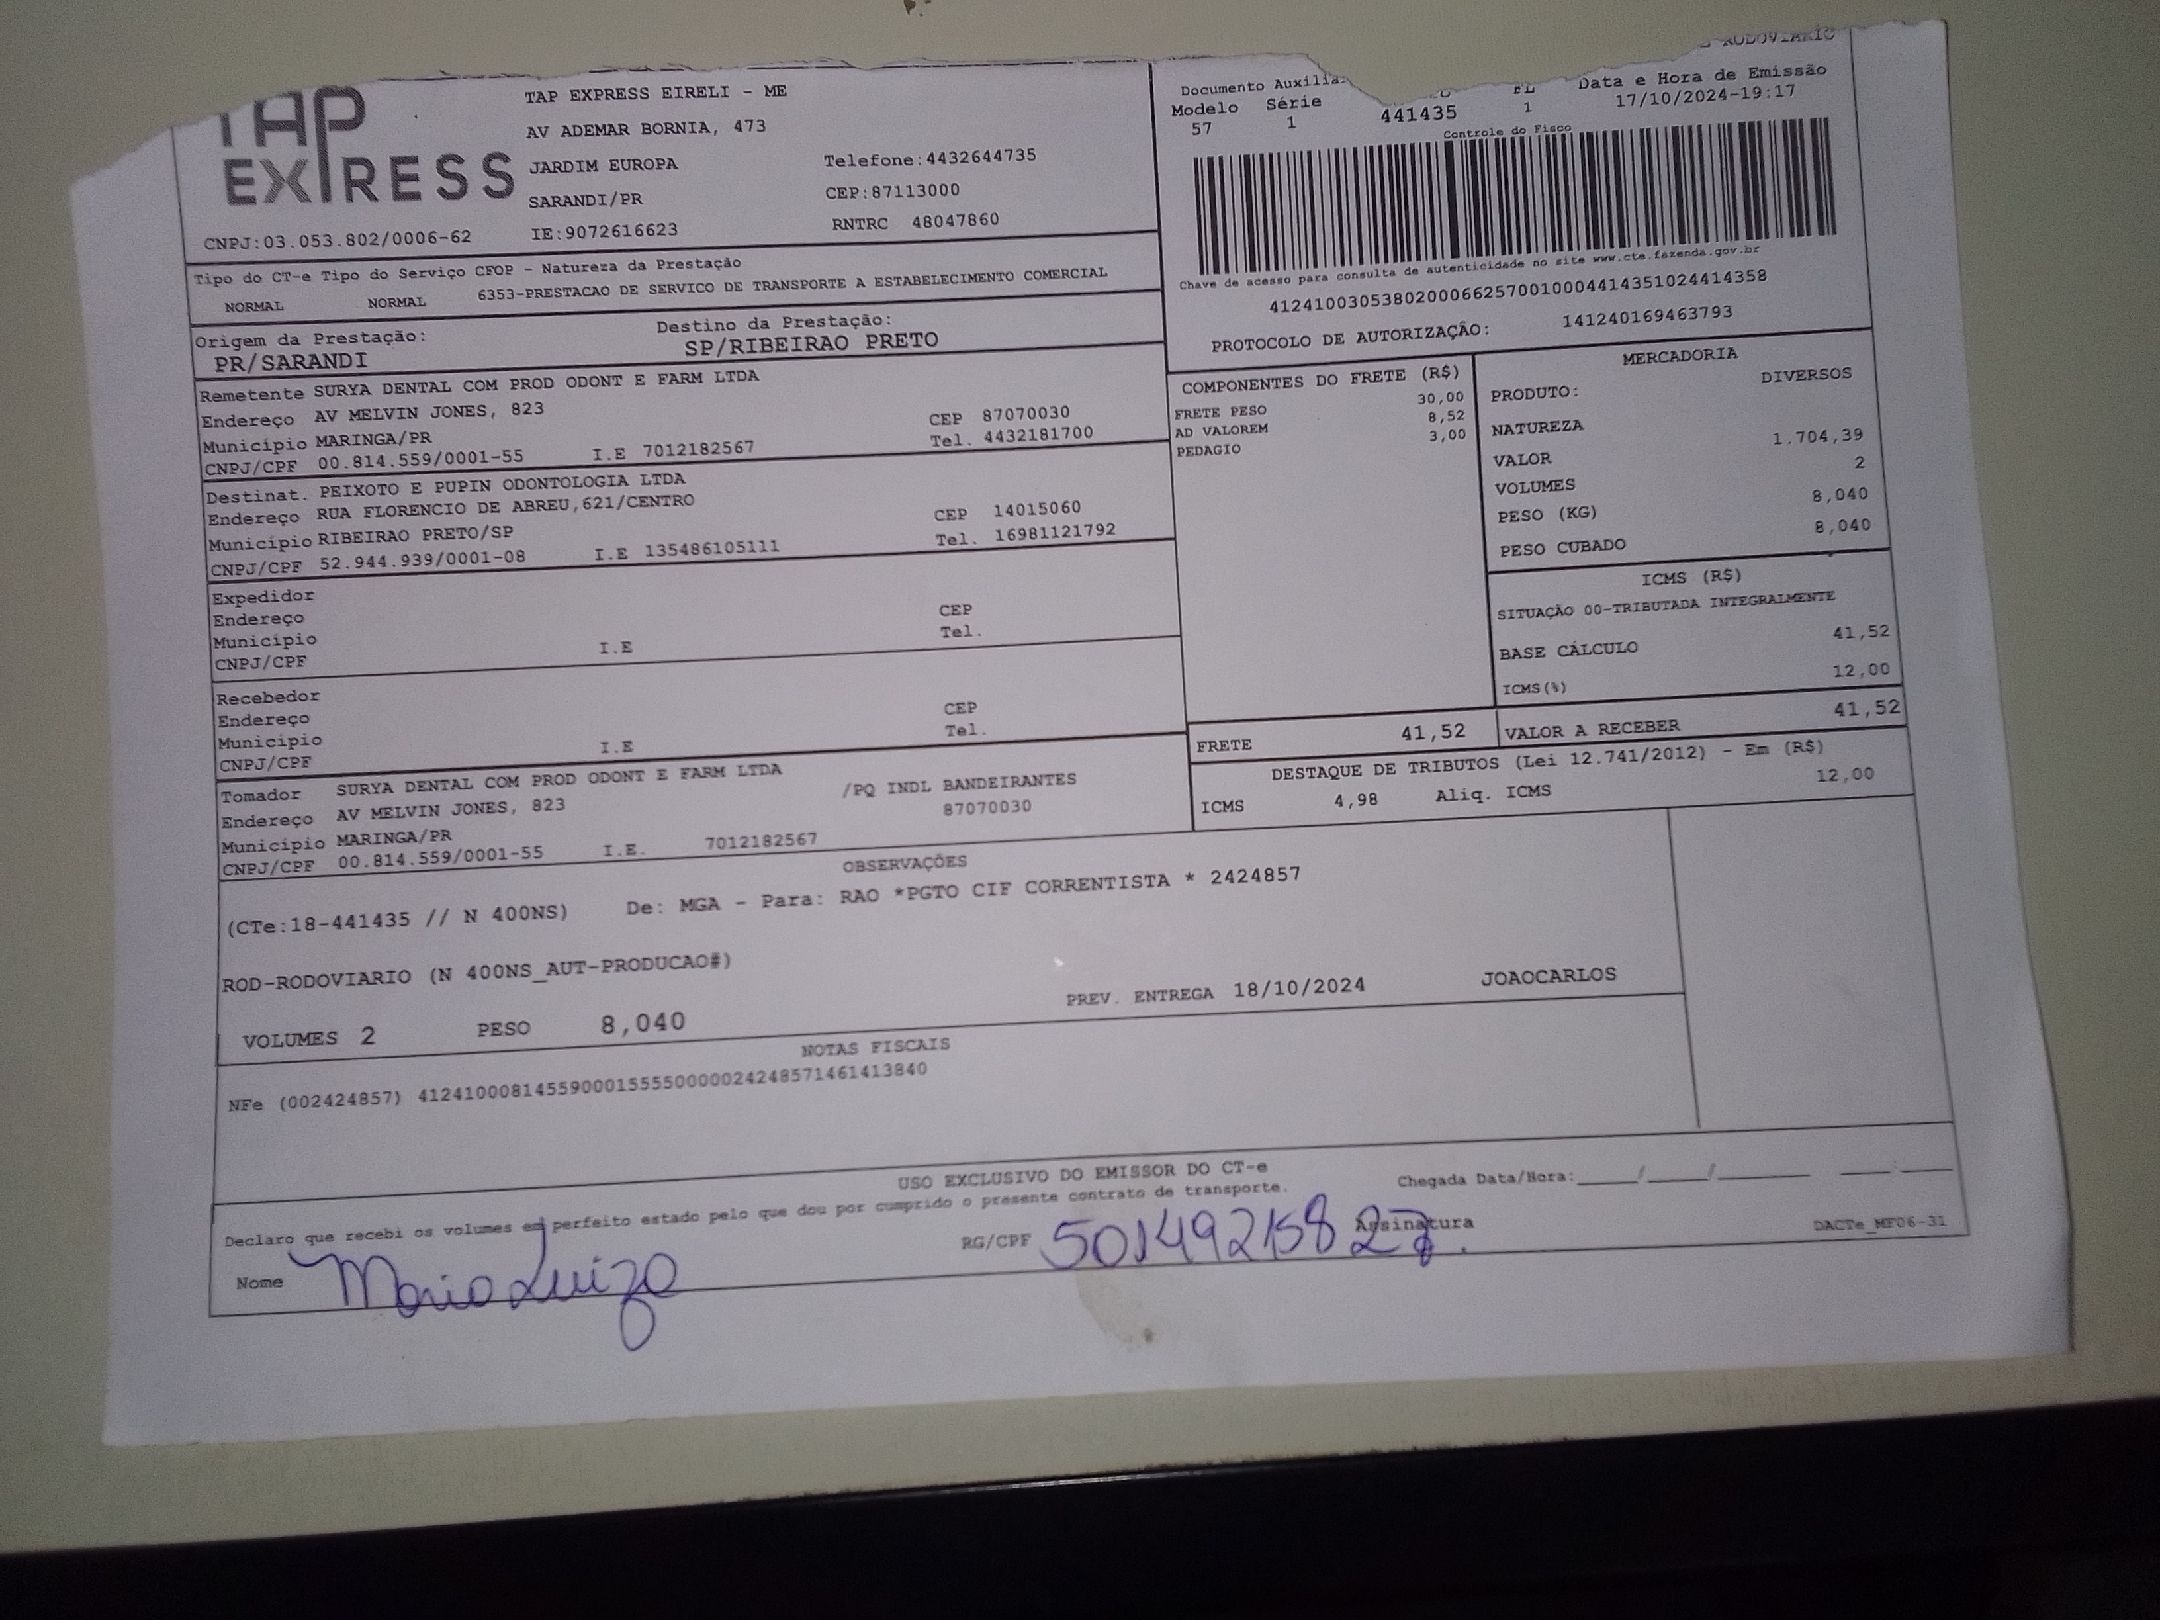 TAP
EXPRESS
TAP EXPRESS EIRELI - ME
AV ADEMAR BORNIA, 473
JARDIM EUROPA Telefone:4432644735
SARANDI/PR CEP:87113000
CNPJ:03.053.802/0006-62 IE:9072616623 RNTRC 48047860
RODOVIARIO
Documento Auxiliar
Modelo Série FL Data e Hora de Emissão
57 1 441435 1 17/10/2024-19:17
Controle do Fisco
Chave de acesso para consulta de autenticidade no site www.cte.fazenda.gov.br
41241003053802000662570010004414351024414358
PROTOCOLO DE AUTORIZAÇÃO: 141240169463793
Tipo do CT-e Tipo do Serviço CFOP - Natureza da Prestação
NORMAL NORMAL 6353-PRESTACAO DE SERVICO DE TRANSPORTE A ESTABELECIMENTO COMERCIAL
Origem da Prestação: Destino da Prestação:
PR/SARANDI SP/RIBEIRAO PRETO
Remetente SURYA DENTAL COM PROD ODONT E FARM LTDA
Endereço AV MELVIN JONES, 823 CEP 87070030
Município MARINGA/PR Tel. 4432181700
CNPJ/CPF 00.814.559/0001-55 I.E 7012182567
Destinat. PEIXOTO E PUPIN ODONTOLOGIA LTDA
Endereço RUA FLORENCIO DE ABREU,621/CENTRO CEP 14015060
Município RIBEIRAO PRETO/SP Tel. 16981121792
CNPJ/CPF 52.944.939/0001-08 I.E 135486105111
Expedidor
Endereço CEP
Município Tel.
CNPJ/CPF I.E
Recebedor
Endereço CEP
Município Tel.
CNPJ/CPF I.E
Tomador SURYA DENTAL COM PROD ODONT E FARM LTDA
Endereço AV MELVIN JONES, 823 /PQ INDL BANDEIRANTES
Município MARINGA/PR 87070030
CNPJ/CPF 00.814.559/0001-55 I.E. 7012182567
COMPONENTES DO FRETE (R$)
FRETE PESO 30,00
AD VALOREM 8,52
PEDAGIO 3,00
MERCADORIA
PRODUTO: DIVERSOS
NATUREZA
VALOR 1.704,39
VOLUMES 2
PESO (KG) 8,040
PESO CUBADO 8,040
ICMS (R$)
SITUAÇÃO 00-TRIBUTADA INTEGRALMENTE
BASE CÁLCULO 41,52
ICMS(%) 12,00
FRETE 41,52 VALOR A RECEBER 41,52
DESTAQUE DE TRIBUTOS (Lei 12.741/2012) - Em (R$)
ICMS 4,98 Aliq. ICMS 12,00
OBSERVAÇÕES
(CTe:18-441435 // N 400NS) De: MGA - Para: RAO *PGTO CIF CORRENTISTA * 2424857
ROD-RODOVIARIO (N 400NS_AUT-PRODUCAO#)
PREV. ENTREGA 18/10/2024 JOAOCARLOS
VOLUMES 2 PESO 8,040
NOTAS FISCAIS
NFe (002424857) 41241000814559000155550000024248571461413840
USO EXCLUSIVO DO EMISSOR DO CT-e
Declaro que recebi os volumes em perfeito estado pelo que dou por cumprido o presente contrato de transporte.
Chegada Data/Hora:____/____/______ ___:___
Nome Maria Luiza RG/CPF Assinatura
DACTe_MF06-31